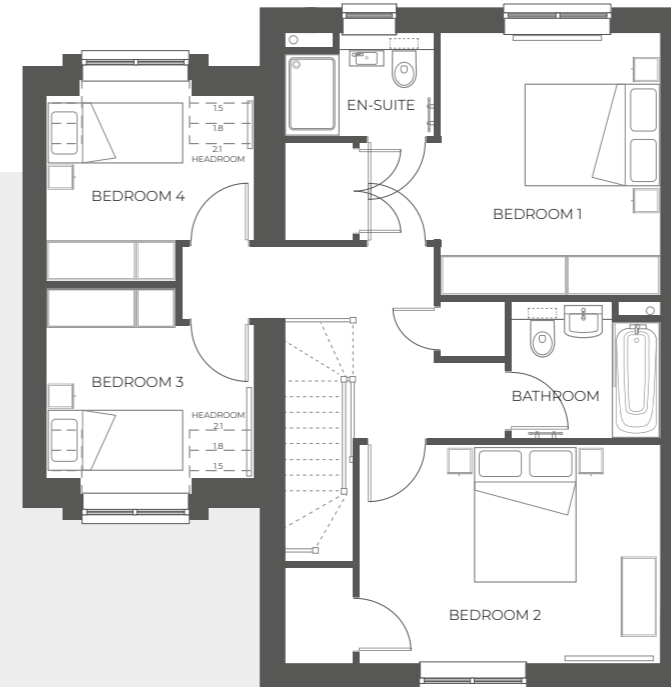 EN-SUITE
1.5
1.8
2.1
HEADROOM
BEDROOM 4
BEDROOM 1
BEDROOM 3
BATHROOM
HEADROOM
2.1
1.8
1.5
BEDROOM 2